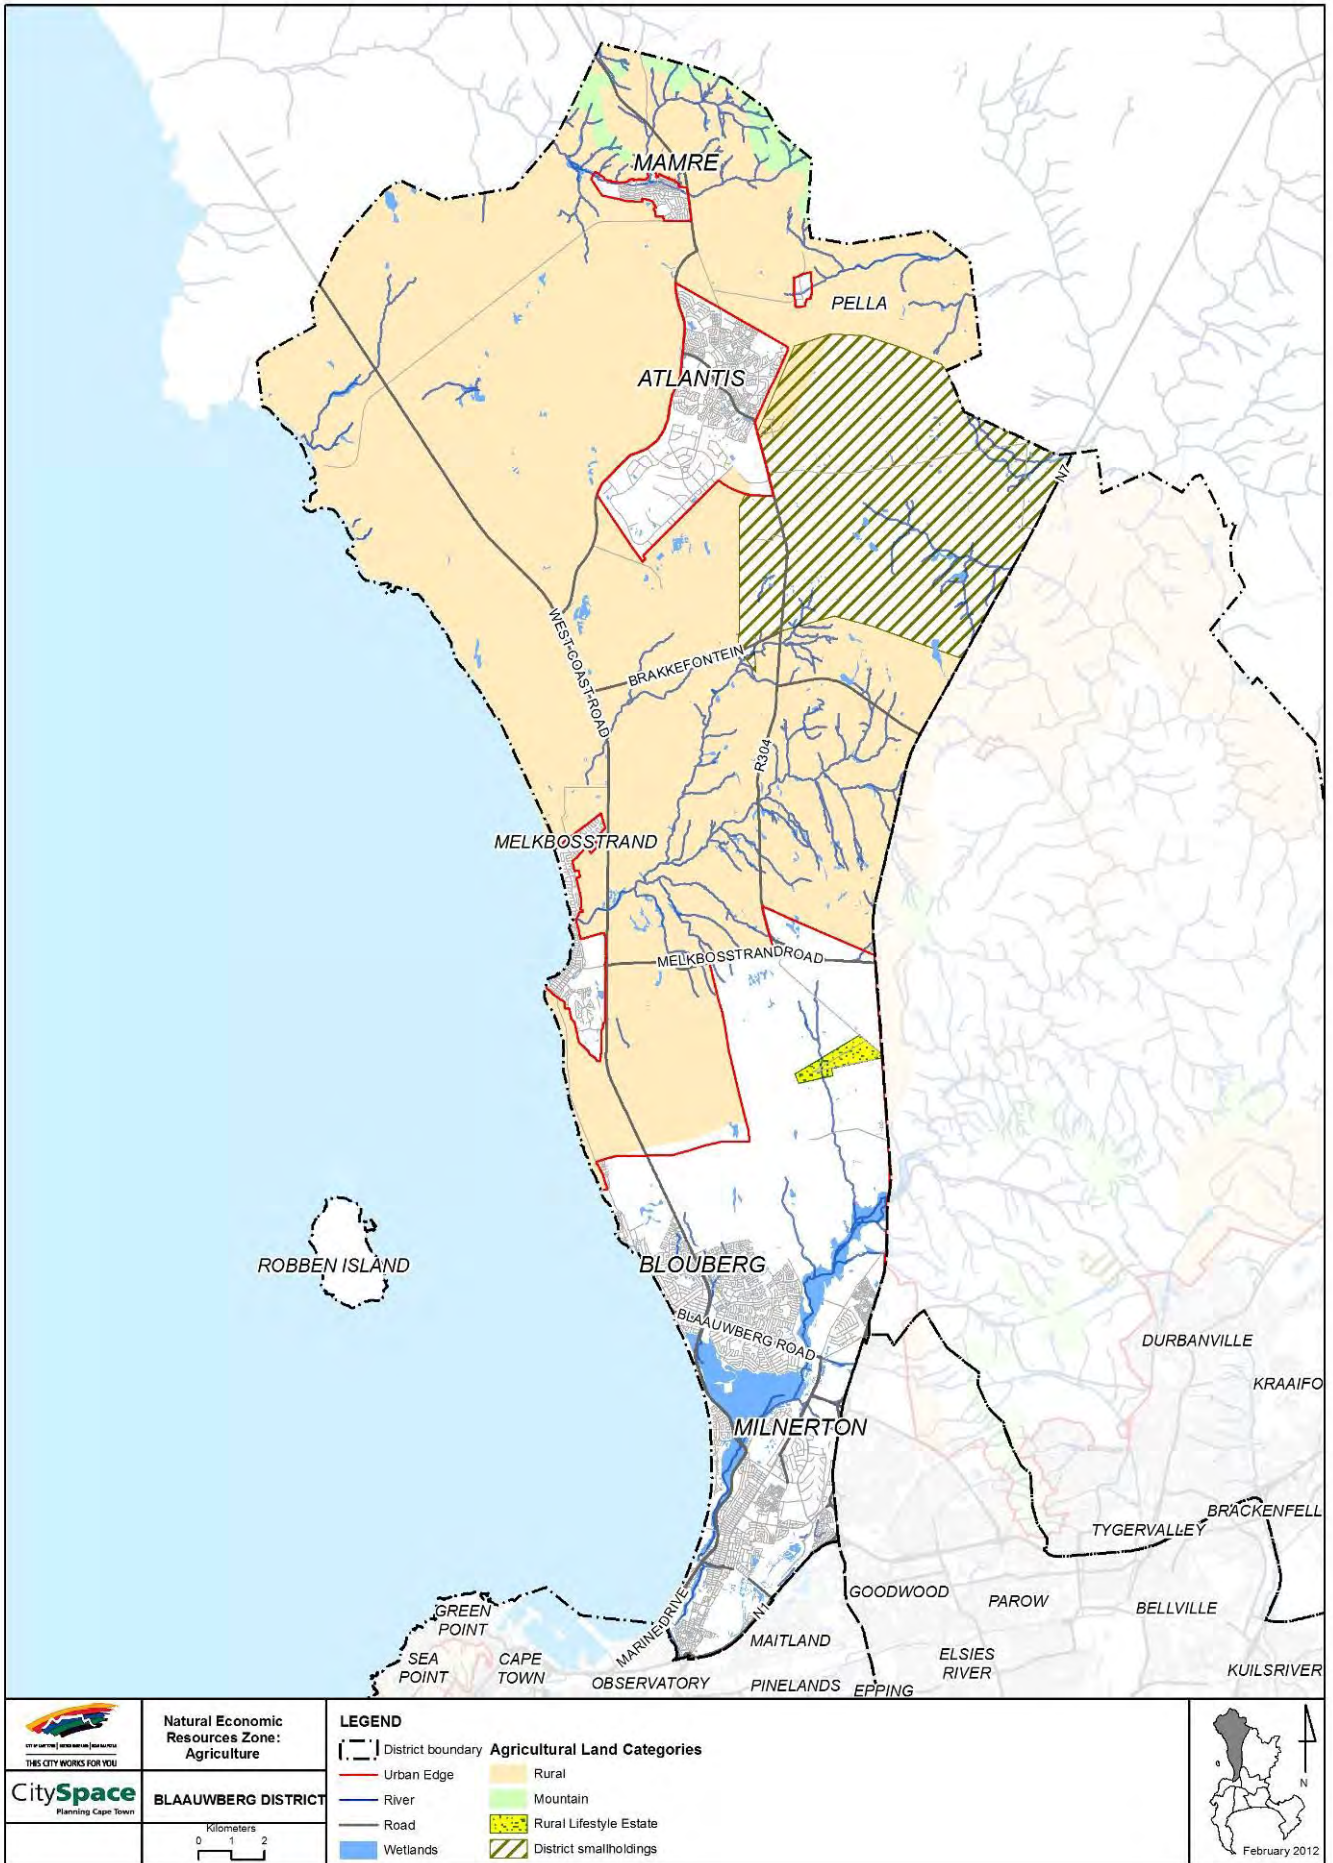 MAMRE
PELLA
ATLANTIS
N7
WEST-COAST-ROAD
BRAKKEFONTEIN
R304
MELKBOSSTRAND
MELKBOSSTRANDROAD
ROBBEN ISLAND
BLOUBERG
BLAAUWBERG ROAD
DURBANVILLE
KRAAIFO
MILNERTON
BRACKENFELL
TYGERVALLEY
GOODWOOD
PAROW
BELLVILLE
GREEN
POINT
MARINE-DRIVE
N1
MAITLAND
SEA
POINT
CAPE
TOWN
OBSERVATORY
PINELANDS
EPPING
ELSIES
RIVER
KUILSRIVER
THIS CITY WORKS FOR YOU
CitySpace
Planning Cape Town
Natural Economic
Resources Zone:
Agriculture
BLAAUWBERG DISTRICT
Kilometers
0 1 2
LEGEND
District boundary
Urban Edge
River
Road
Wetlands
Agricultural Land Categories
Rural
Mountain
Rural Lifestyle Estate
District smallholdings
N
February 2012